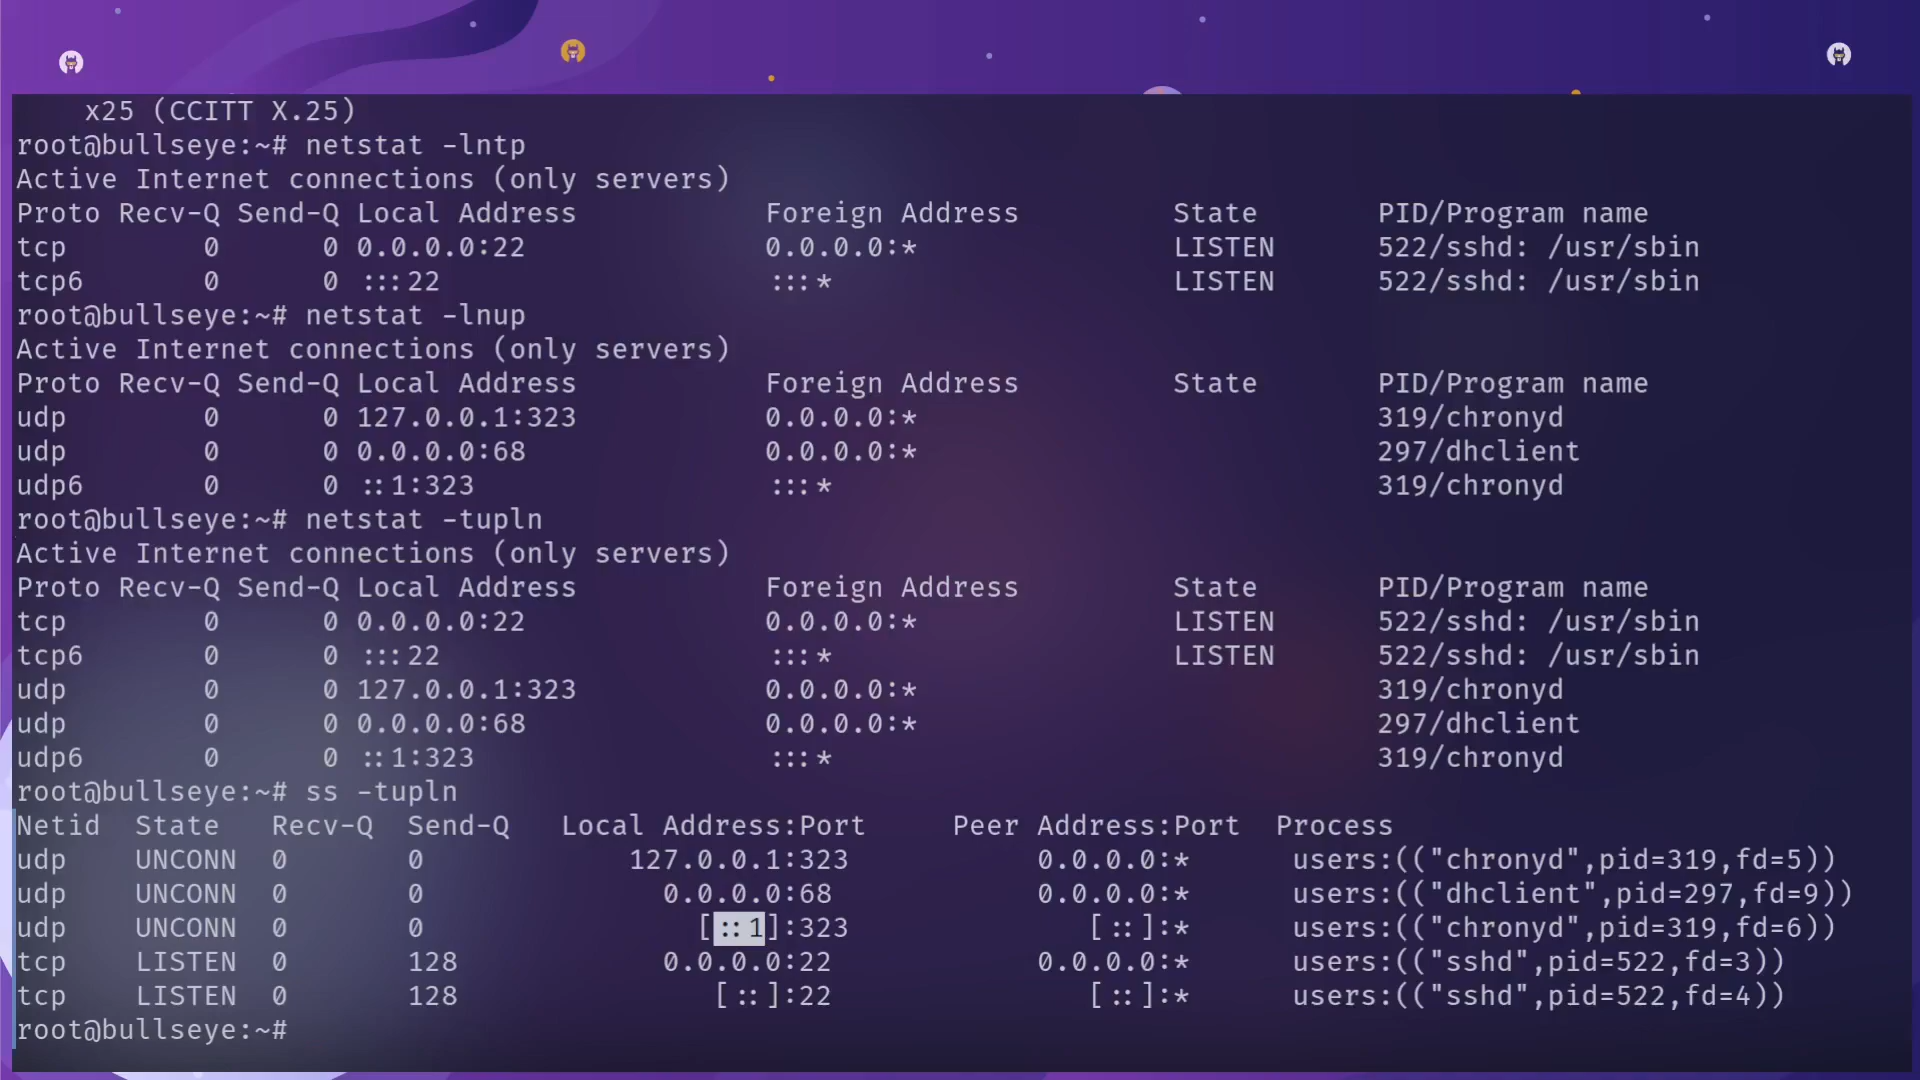 x25 (CCITT X.25)
root@bullseye:~# netstat -lntp
Active Internet connections (only servers)
Proto Recv-Q Send-Q Local Address           Foreign Address         State       PID/Program name
tcp        0      0 0.0.0.0:22              0.0.0.0:*               LISTEN      522/sshd: /usr/sbin
tcp6       0      0 :::22                   :::*                    LISTEN      522/sshd: /usr/sbin
root@bullseye:~# netstat -lnup
Active Internet connections (only servers)
Proto Recv-Q Send-Q Local Address           Foreign Address         State       PID/Program name
udp        0      0 127.0.0.1:323           0.0.0.0:*                           319/chronyd
udp        0      0 0.0.0.0:68              0.0.0.0:*                           297/dhclient
udp6       0      0 ::1:323                 :::*                                319/chronyd
root@bullseye:~# netstat -tupln
Active Internet connections (only servers)
Proto Recv-Q Send-Q Local Address           Foreign Address         State       PID/Program name
tcp        0      0 0.0.0.0:22              0.0.0.0:*               LISTEN      522/sshd: /usr/sbin
tcp6       0      0 :::22                   :::*                    LISTEN      522/sshd: /usr/sbin
udp        0      0 127.0.0.1:323           0.0.0.0:*                           319/chronyd
udp        0      0 0.0.0.0:68              0.0.0.0:*                           297/dhclient
udp6       0      0 ::1:323                 :::*                                319/chronyd
root@bullseye:~# ss -tupln
Netid  State   Recv-Q  Send-Q   Local Address:Port     Peer Address:Port  Process
udp    UNCONN  0       0            127.0.0.1:323           0.0.0.0:*      users:(("chronyd",pid=319,fd=5))
udp    UNCONN  0       0              0.0.0.0:68            0.0.0.0:*      users:(("dhclient",pid=297,fd=9))
udp    UNCONN  0       0                [::1]:323              [::]:*      users:(("chronyd",pid=319,fd=6))
tcp    LISTEN  0       128            0.0.0.0:22            0.0.0.0:*      users:(("sshd",pid=522,fd=3))
tcp    LISTEN  0       128               [::]:22               [::]:*      users:(("sshd",pid=522,fd=4))
root@bullseye:~#